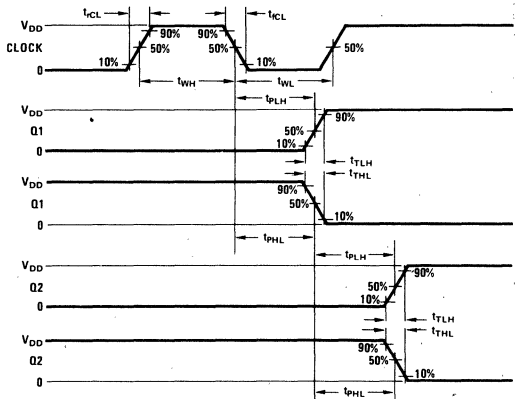 trCL tfCL
VDD
90% 90%
CLOCK 50% 50% 50%
10% 10%
0
tWH tWL
tPLH
VDD
90%
Q1 50%
10%
0
tTLH
VDD tTHL
90%
Q1 50%
10%
0
tPHL tPLH
VDD
90%
Q2 50%
10%
0
tTLH
VDD tTHL
90%
Q2 50%
10%
0
tPHL